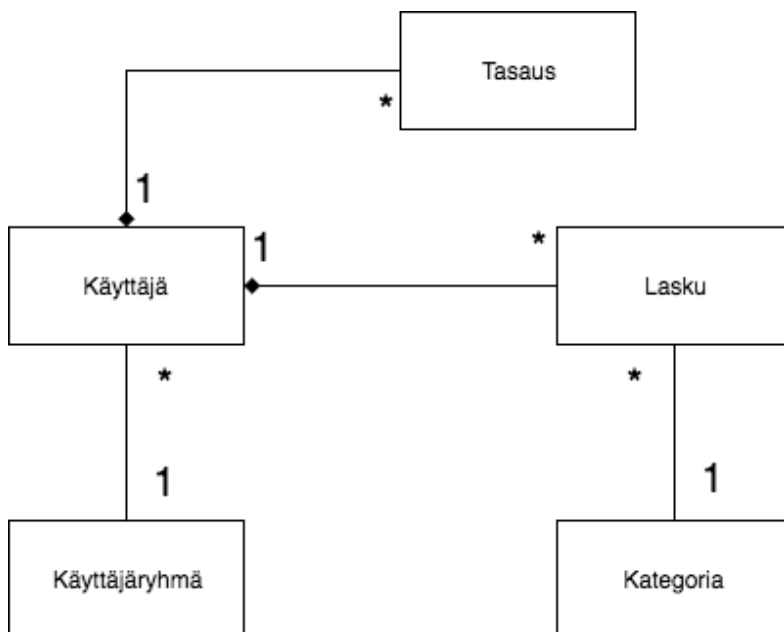 Tasaus
*
1
1
*
Käyttäjä
Lasku
*
*
1
1
Käyttäjäryhmä
Kategoria